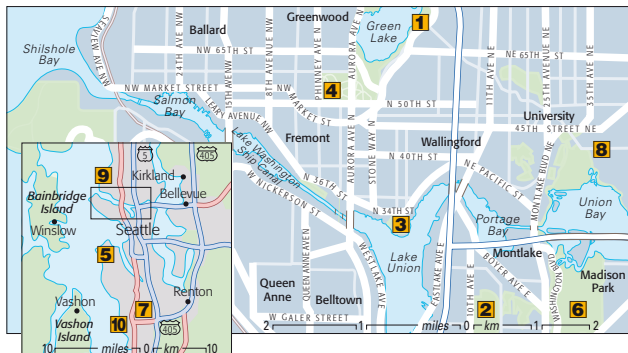 Greenwood
Green
Lake
1
Ballard
Shilshole
Bay
SEAVIEW AVE NW
24TH AVE NW
15TH AVE NW
8TH AVE NW
PHINNEY AVE N
AURORA AVE N
NW 65TH ST
NE 65TH ST
11TH AVE NE
25TH AVE NE
35TH AVE NE
NW MARKET STREET
Salmon
Bay
LEARY AVENUE NW
NW
MARKET ST
4
N 50TH ST
University
45TH STREET NE
Fremont
Wallingford
8
AURORA AVE N
STONE WAY N
N 40TH ST
NE PACIFIC ST
MONTLAKE BLVD NE
Lake Washington
Ship Canal
W NICKERSON ST
N 36TH ST
N 34TH ST
3
Portage
Bay
Union
Bay
Lake
Union
Montlake
BOYER AVE E
WASHINGTON BLVD
Madison
Park
Queen
Anne
QUEEN ANNE AVE N
Belltown
WESTLAKE AVE
EASTLAKE AVE E
10TH AVE E
2
6
W GALER STREET
2 1 miles 0 km 1 2
5
405
9
Kirkland
Bainbridge
Island
Bellevue
Winslow
Seattle
5
Renton
Vashon
7
Vashon
Island
10
405
10 miles 0 km 10